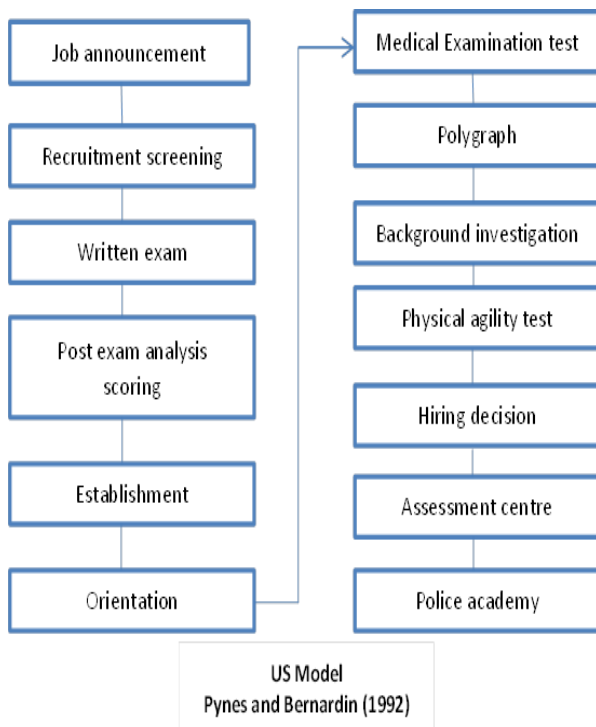 Job announcement
Recruitment screening
Written exam
Post exam analysis
scoring
Establishment
Orientation
Medical Examination test
Polygraph
Background investigation
Physical agility test
Hiring decision
Assessment centre
Police academy
US Model
Pynes and Bernardin (1992)